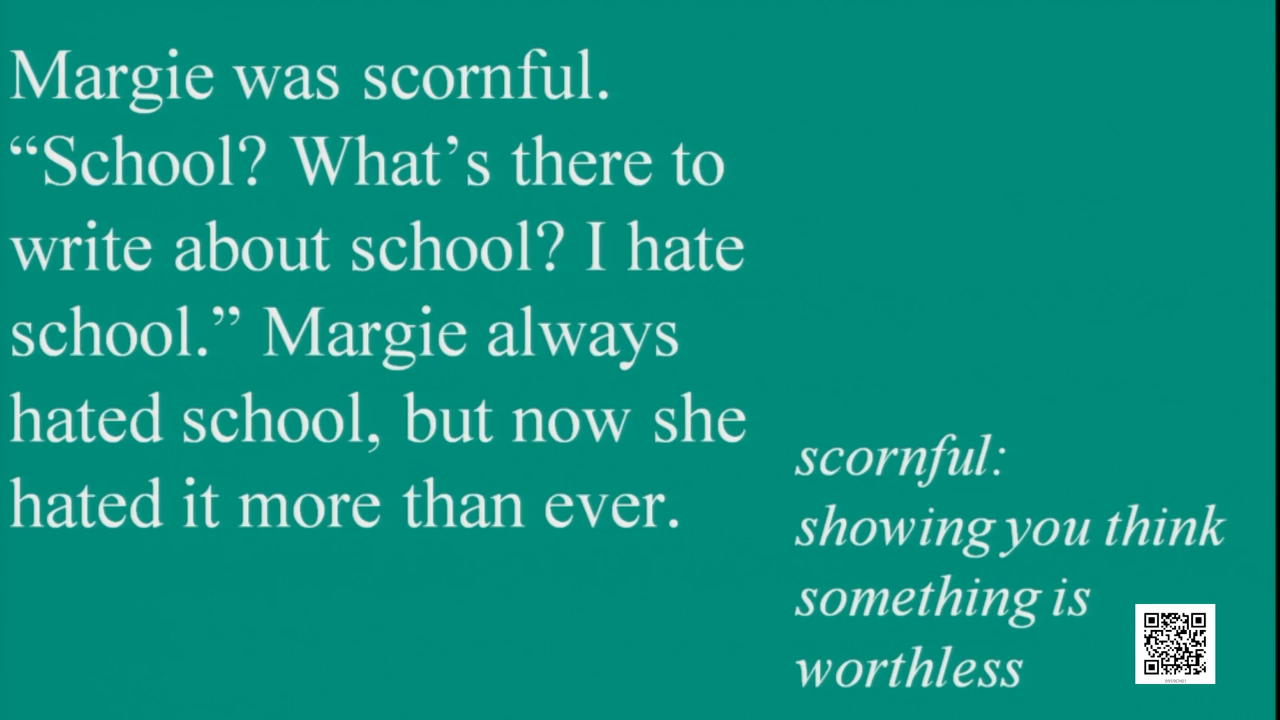 Margie was scornful.
“School? What’s there to
write about school? I hate
school.” Margie always
hated school, but now she
hated it more than ever.
scornful:
showing you think
something is
worthless